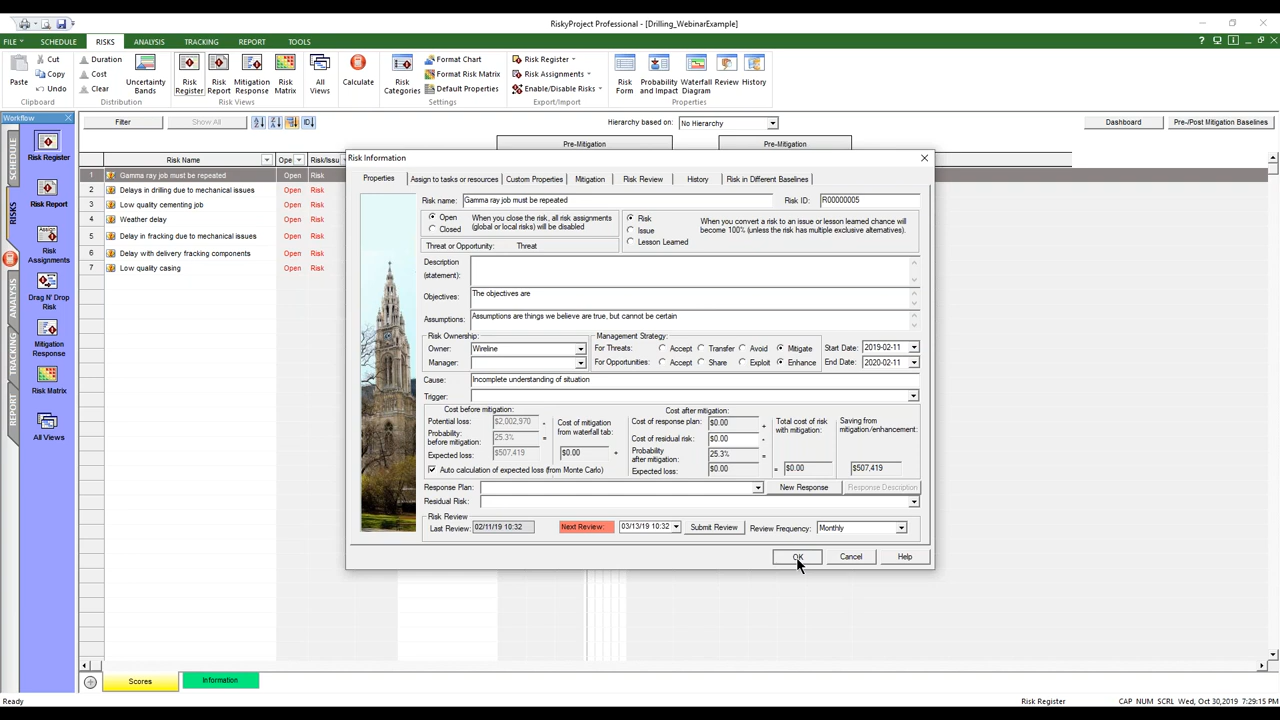 RiskyProject Professional - [Drilling_WebinarExample]
FILE SCHEDULE RISKS ANALYSIS TRACKING REPORT TOOLS
Paste Cut Copy Undo Clipboard
Duration Cost Clear Uncertainty Bands Distribution
Risk Register Risk Report Mitigation Response Risk Matrix All Views Risk Views
Calculate
Risk Categories Format Chart Format Risk Matrix Default Properties Settings
Risk Register Risk Assignments Enable/Disable Risks Export/Import
Risk Form Probability and Impact Waterfall Diagram Review History Properties
Workflow
Filter Show All Hierarchy based on: No Hierarchy Dashboard Pre-/Post Mitigation Baselines
SCHEDULE
RISKS
ANALYSIS
TRACKING
REPORT
Risk Register
Risk Report
Assign
Risk Assignments
Drag N' Drop Risk
Mitigation Response
Risk Matrix
All Views
Pre-Mitigation Pre-Mitigation
Risk Name Ope Risk/Issu
1 Gamma ray job must be repeated Open Risk
2 Delays in drilling due to mechanical issues Open Risk
3 Low quality cementing job Open Risk
4 Weather delay Open Risk
5 Delay in fracking due to mechanical issues Open Risk
6 Delay with delivery fracking components Open Risk
7 Low quality casing Open Risk
Risk Information
Properties Assign to tasks or resources Custom Properties Mitigation Risk Review History Risk in Different Baselines
Risk name: Gamma ray job must be repeated Risk ID: R00000005
Open
Closed
When you close the risk, all risk assignments
(global or local risks) will be disabled
Risk
Issue
Lesson Learned
When you convert a risk to an issue or lesson learned chance will
become 100% (unless the risk has multiple exclusive alternatives).
Threat or Opportunity: Threat
Description
(statement):
Objectives: The objectives are
Assumptions: Assumptions are things we believe are true, but cannot be certain
Risk Ownership:
Owner: Wireline
Manager:
Management Strategy:
For Threats: Accept Transfer Avoid Mitigate Start Date: 2019-02-11
For Opportunities: Accept Share Exploit Enhance End Date: 2020-02-11
Cause: Incomplete understanding of situation
Trigger:
Cost before mitigation:
Potential loss: $2,002,970 *
Probability before mitigation: 25.3% =
Expected loss: $507,419
Auto calculation of expected loss (from Monte Carlo)
Cost of mitigation from waterfall tab:
$0.00 +
Cost after mitigation:
Cost of response plan: $0.00 +
Cost of residual risk: $0.00 *
Probability after mitigation: 25.3% =
Expected loss: $0.00
Total cost of risk with mitigation:
= $0.00
Saving from mitigation/enhancement:
$507,419
Response Plan: New Response Response Description
Residual Risk:
Risk Review
Last Review: 02/11/19 10:32 Next Review: 03/13/19 10:32 Submit Review Review Frequency: Monthly
OK Cancel Help
Scores Information
Ready Risk Register CAP NUM SCRL Wed, Oct 30,2019 - 7:29:15 PM